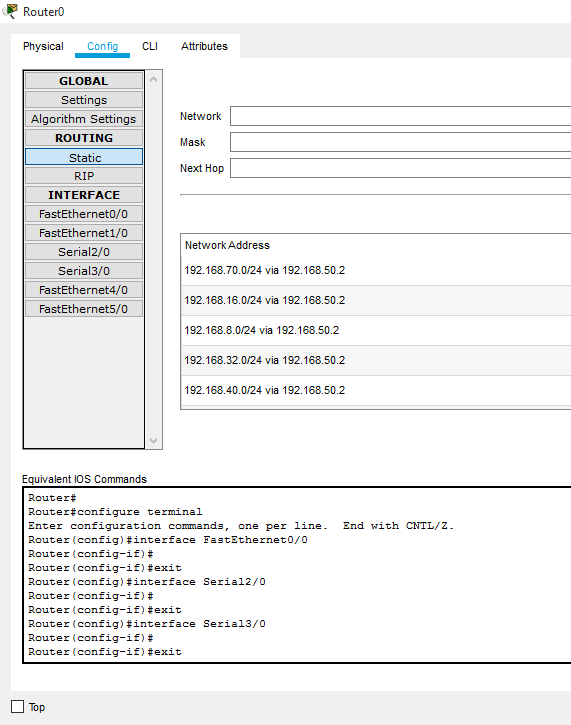 Router0
Physical Config CLI Attributes
GLOBAL
Settings
Algorithm Settings
ROUTING
Static
RIP
INTERFACE
FastEthernet0/0
FastEthernet1/0
Serial2/0
Serial3/0
FastEthernet4/0
FastEthernet5/0
Network
Mask
Next Hop
Network Address
192.168.70.0/24 via 192.168.50.2
192.168.16.0/24 via 192.168.50.2
192.168.8.0/24 via 192.168.50.2
192.168.32.0/24 via 192.168.50.2
192.168.40.0/24 via 192.168.50.2
Equivalent IOS Commands
Router#
Router#configure terminal
Enter configuration commands, one per line.  End with CNTL/Z.
Router(config)#interface FastEthernet0/0
Router(config-if)#
Router(config-if)#exit
Router(config)#interface Serial2/0
Router(config-if)#
Router(config-if)#exit
Router(config)#interface Serial3/0
Router(config-if)#
Router(config-if)#exit
Top